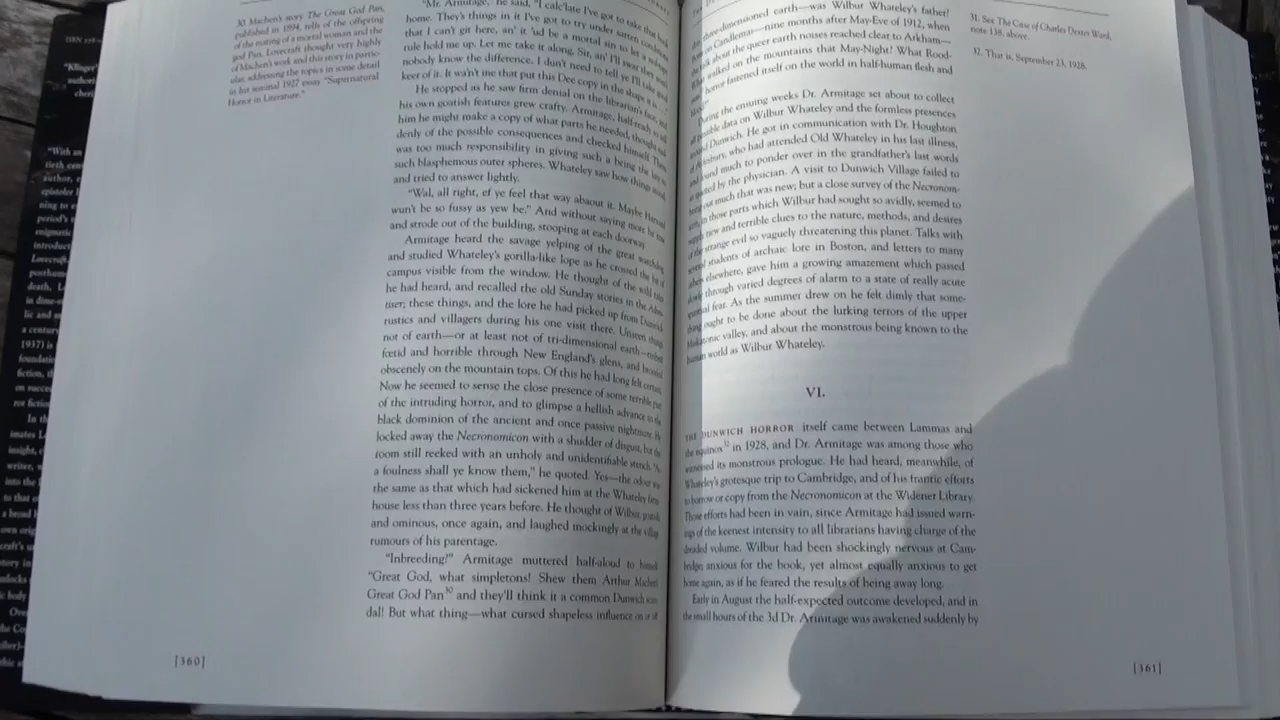 30. Machen's story The Great God Pan,
published in 1894, tells of the offspring
of the mating of a mortal woman and the
god Pan. Lovecraft thought very highly
of Machen's work and this story in partic-
ular, addressing the topics in some detail
in his seminal 1927 essay "Supernatural
Horror in Literature."
"Mr. Armitage," he said, "I calc'late I've got to take that book
home. They's things in it I've got to try under sarten conditions
that I can't git here, an' it 'ud be a mortal sin to let a red-tape
rule hold me up. Let me take it along, Sir, an' I'll swar they wun't
nobody know the difference. I dun't need to tell ye I'll take good
keer of it. It wa'n't me that put this Dee copy in the shape it is
He stopped as he saw firm denial on the librarian's face, and
his own goatish features grew crafty. Armitage, half-ready to tell
him he might make a copy of what parts he needed, thought sud-
denly of the possible consequences and checked himself. There
was too much responsibility in giving such a being the key to
such blasphemous outer spheres. Whateley saw how things stood,
and tried to answer lightly.
"Wal, all right, ef ye feel that way abaout it. Maybe Harvard
wun't be so fussy as yew be." And without saying more he rose
and strode out of the building, stooping at each doorway.
Armitage heard the savage yelping of the great watchdog,
and studied Whateley's gorilla-like lope as he crossed the bit of
campus visible from the window. He thought of the wild tales
he had heard, and recalled the old Sunday stories in the Adver-
tiser; these things, and the lore he had picked up from Dunwich
rustics and villagers during his one visit there. Unseen things
not of earth—or at least not of tri-dimensional earth—rushed
fœtid and horrible through New England's glens, and brooded
obscenely on the mountain tops. Of this he had long felt certain.
Now he seemed to sense the close presence of some terrible part
of the intruding horror, and to glimpse a hellish advance in the
black dominion of the ancient and once passive nightmare. He
locked away the Necronomicon with a shudder of disgust, but the
room still reeked with an unholy and unidentifiable stench. "As
a foulness shall ye know them," he quoted. Yes—the odour was
the same as that which had sickened him at the Whateley farm-
house less than three years before. He thought of Wilbur, goatish
and ominous, once again, and laughed mockingly at the village
rumours of his parentage.
"Inbreeding?" Armitage muttered half-aloud to himself.
"Great God, what simpletons! Shew them Arthur Machen's
Great God Pan30 and they'll think it a common Dunwich scan-
dal! But what thing—what cursed shapeless influence on or off
[360]
this three-dimensional earth—was Wilbur Whateley's father?
born on Candlemas—nine months after May-Eve of 1912, when
the talk about the queer earth noises reached clear to Arkham—
What walked on the mountains that May-Night? What Rood-
mas horror fastened itself on the world in half-human flesh and
blood?"
During the ensuing weeks Dr. Armitage set about to collect
all possible data on Wilbur Whateley and the formless presences
around Dunwich. He got in communication with Dr. Houghton
of Aylesbury, who had attended Old Whateley in his last illness,
and found much to ponder over in the grandfather's last words
as quoted by the physician. A visit to Dunwich Village failed to
bring out much that was new; but a close survey of the Necronom-
icon, in those parts which Wilbur had sought so avidly, seemed to
supply new and terrible clues to the nature, methods, and desires
of the strange evil so vaguely threatening this planet. Talks with
several students of archaic lore in Boston, and letters to many
others elsewhere, gave him a growing amazement which passed
slowly through varied degrees of alarm to a state of really acute
spiritual fear. As the summer drew on he felt dimly that some-
thing ought to be done about the lurking terrors of the upper
Miskatonic valley, and about the monstrous being known to the
human world as Wilbur Whateley.
VI.
THE DUNWICH HORROR itself came between Lammas and
the equinox32 in 1928, and Dr. Armitage was among those who
witnessed its monstrous prologue. He had heard, meanwhile, of
Whateley's grotesque trip to Cambridge, and of his frantic efforts
to borrow or copy from the Necronomicon at the Widener Library.
Those efforts had been in vain, since Armitage had issued warn-
ings of the keenest intensity to all librarians having charge of the
dreaded volume. Wilbur had been shockingly nervous at Cam-
bridge; anxious for the book, yet almost equally anxious to get
home again, as if he feared the results of being away long.
Early in August the half-expected outcome developed, and in
the small hours of the 3d Dr. Armitage was awakened suddenly by
31. See The Case of Charles Dexter Ward,
note 138, above.
32. That is, September 23, 1928.
[361]